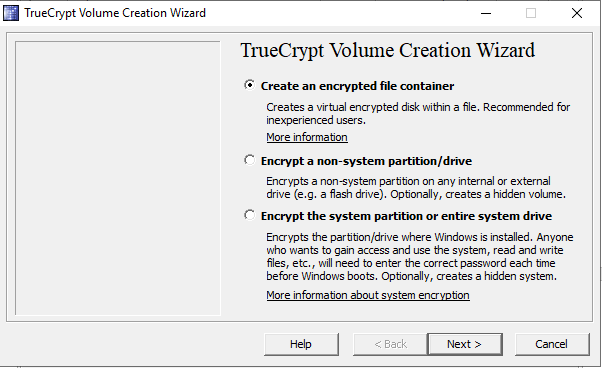 TrueCrypt Volume Creation Wizard
TrueCrypt Volume Creation Wizard
Create an encrypted file container
Creates a virtual encrypted disk within a file. Recommended for
inexperienced users.
More information
Encrypt a non-system partition/drive
Encrypts a non-system partition on any internal or external
drive (e.g. a flash drive). Optionally, creates a hidden volume.
Encrypt the system partition or entire system drive
Encrypts the partition/drive where Windows is installed. Anyone
who wants to gain access and use the system, read and write
files, etc., will need to enter the correct password each time
before Windows boots. Optionally, creates a hidden system.
More information about system encryption
Help
< Back
Next >
Cancel